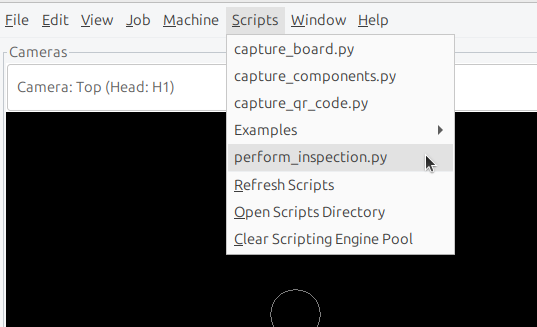 File Edit View Job Machine Scripts Window Help
Cameras
Camera: Top (Head: H1)
capture_board.py
capture_components.py
capture_qr_code.py
Examples
perform_inspection.py
Refresh Scripts
Open Scripts Directory
Clear Scripting Engine Pool